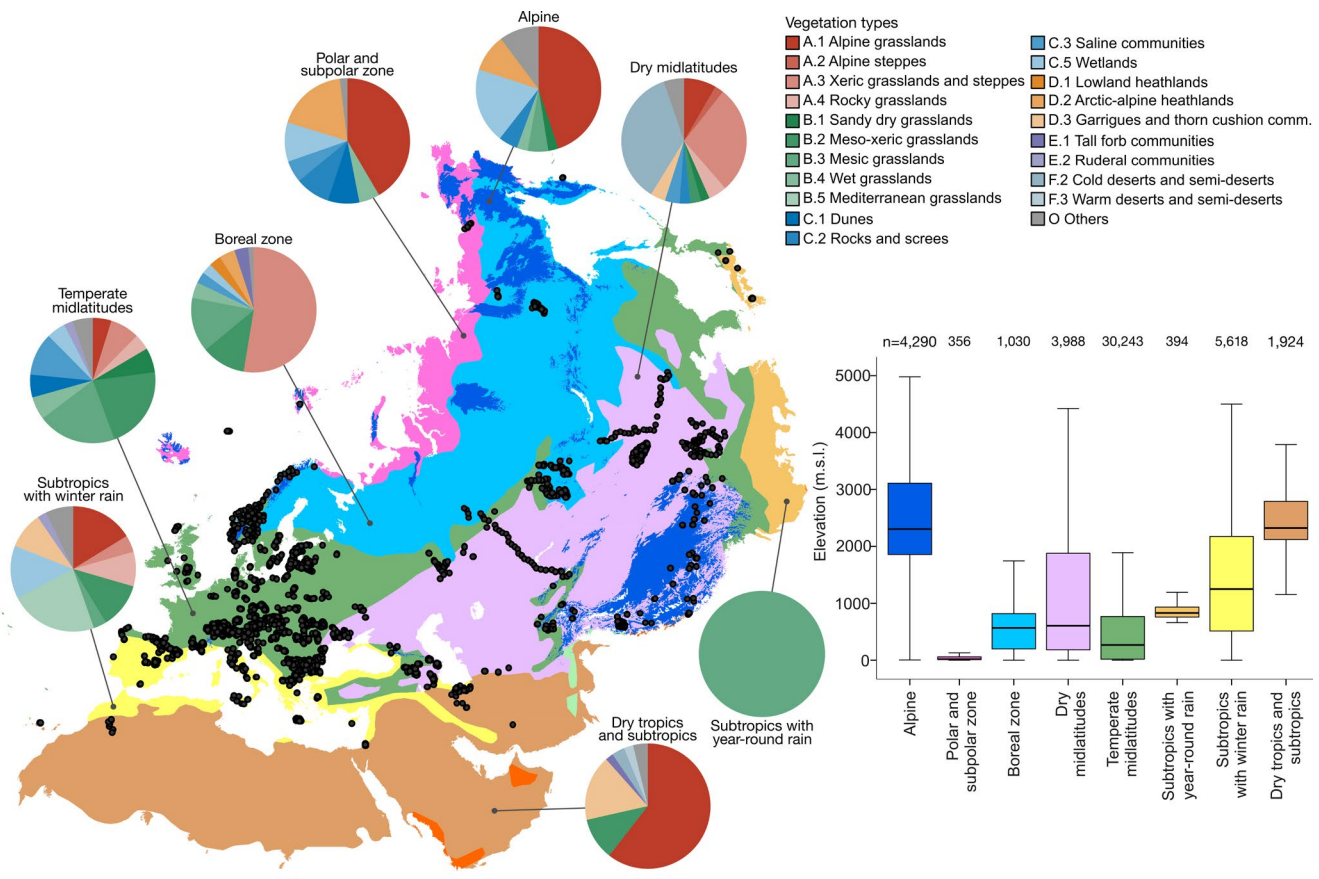 Alpine
Polar and
subpolar zone
Dry midlatitudes
Boreal zone
Temperate
midlatitudes
Subtropics
with winter rain
Subtropics with
year-round rain
Dry tropics
and subtropics
Vegetation types
A.1 Alpine grasslands
A.2 Alpine steppes
A.3 Xeric grasslands and steppes
A.4 Rocky grasslands
B.1 Sandy dry grasslands
B.2 Meso-xeric grasslands
B.3 Mesic grasslands
B.4 Wet grasslands
B.5 Mediterranean grasslands
C.1 Dunes
C.2 Rocks and screes
C.3 Saline communities
C.5 Wetlands
D.1 Lowland heathlands
D.2 Arctic-alpine heathlands
D.3 Garrigues and thorn cushion comm.
E.1 Tall forb communities
E.2 Ruderal communities
F.2 Cold deserts and semi-deserts
F.3 Warm deserts and semi-deserts
O Others
n=4,290 356 1,030 3,988 30,243 394 5,618 1,924
Elevation (m.s.l.)
5000
4000
3000
2000
1000
0
Alpine
Polar and
subpolar zone
Boreal zone
Dry
midlatitudes
Temperate
midlatitudes
Subtropics with
year-round rain
Subtropics
with winter rain
Dry tropics and
subtropics